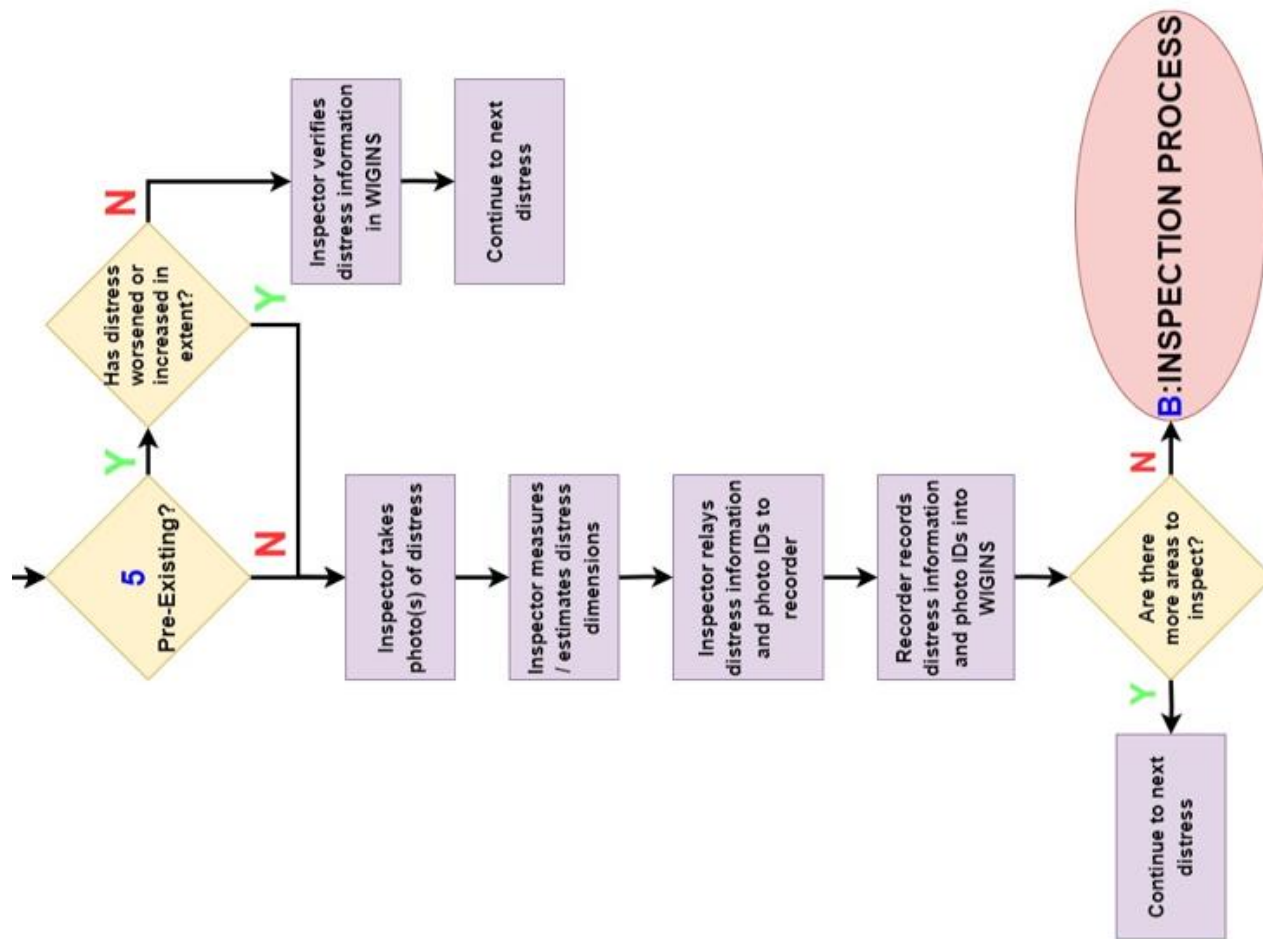 5
Pre-Existing?
Y
N
Has distress
worsened or
increased in
extent?
N
Y
Inspector verifies
distress information
in WIGINS
Continue to next
distress
Inspector takes
photo(s) of distress
Inspector measures
/ estimates distress
dimensions
Inspector relays
distress information
and photo IDs to
recorder
Recorder records
distress information
and photo IDs into
WIGINS
Are there
more areas to
inspect?
Y
N
Continue to next
distress
B:INSPECTION PROCESS